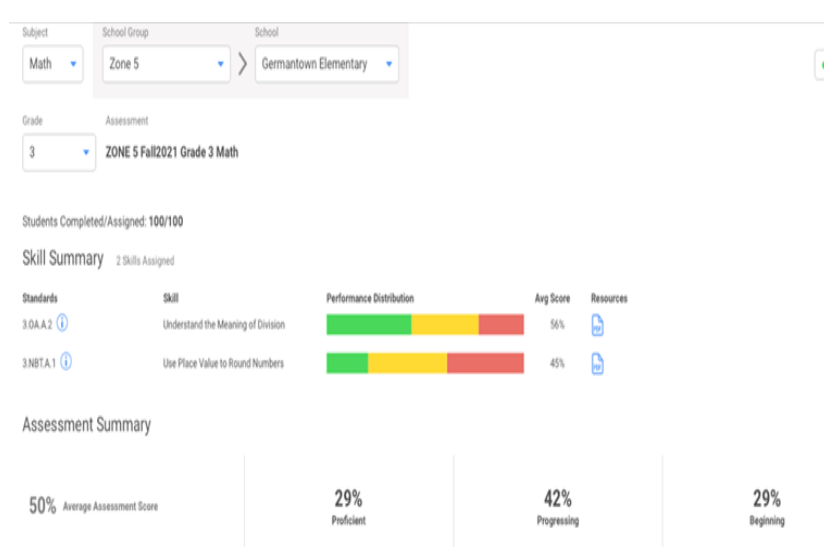 Subject School Group School
Math Zone 5 Germantown Elementary
Grade Assessment
3 ZONE 5 Fall2021 Grade 3 Math
Students Completed/Assigned: 100/100
Skill Summary 2 Skills Assigned
Standards Skill Performance Distribution Avg Score Resources
3.OA.A.2 Understand the Meaning of Division 56%
3.NBT.A.1 Use Place Value to Round Numbers 45%
Assessment Summary
50% Average Assessment Score 29% 42% 29%
Proficient Progressing Beginning